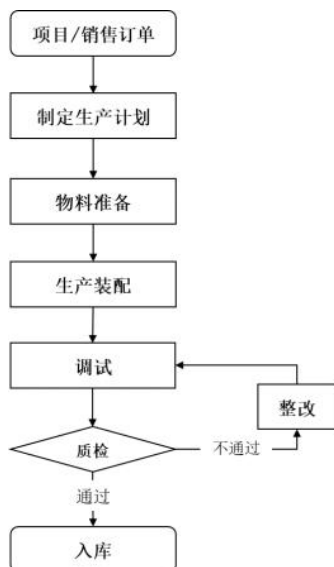 项目/销售订单
制定生产计划
物料准备
生产装配
调试
整改
质检
不通过
通过
入库